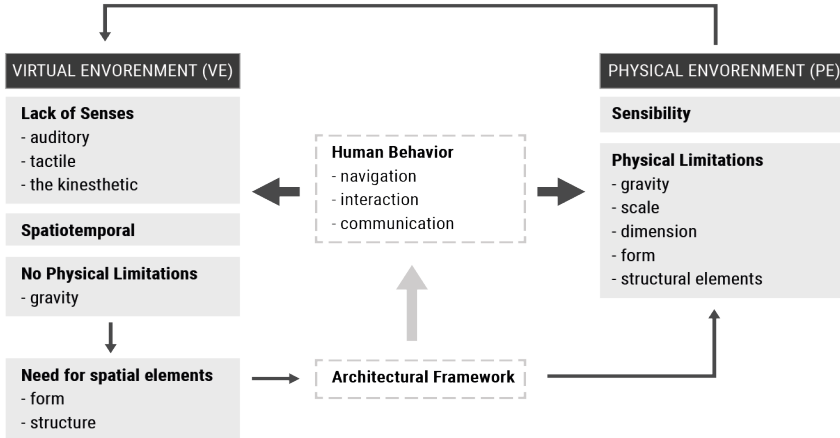 VIRTUAL ENVORENMENT (VE)
Lack of Senses
- auditory
- tactile
- the kinesthetic
Spatiotemporal
No Physical Limitations
- gravity
Need for spatial elements
- form
- structure
Human Behavior
- navigation
- interaction
- communication
Architectural Framework
PHYSICAL ENVORENMENT (PE)
Sensibility
Physical Limitations
- gravity
- scale
- dimension
- form
- structural elements